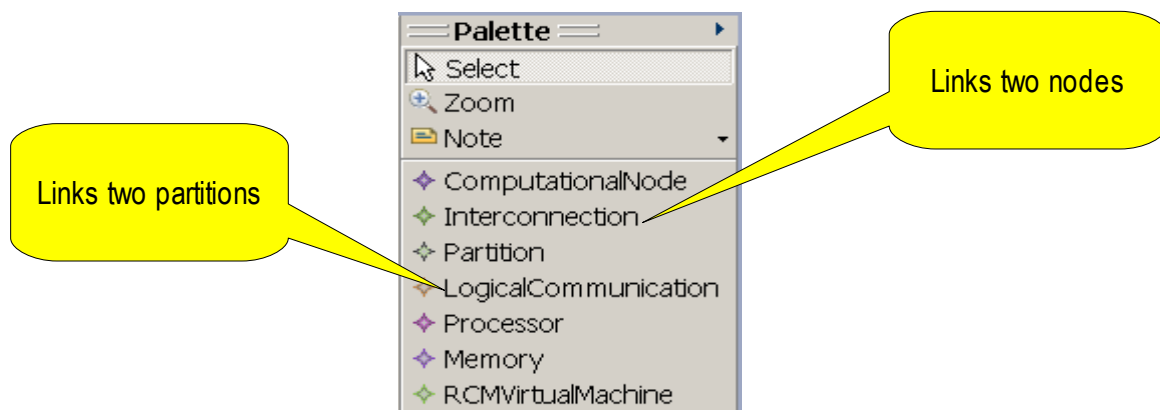 Palette
Select
Zoom
Note
ComputationalNode
Interconnection
Partition
LogicalCommunication
Processor
Memory
RCMVirtualMachine
Links two partitions
Links two nodes